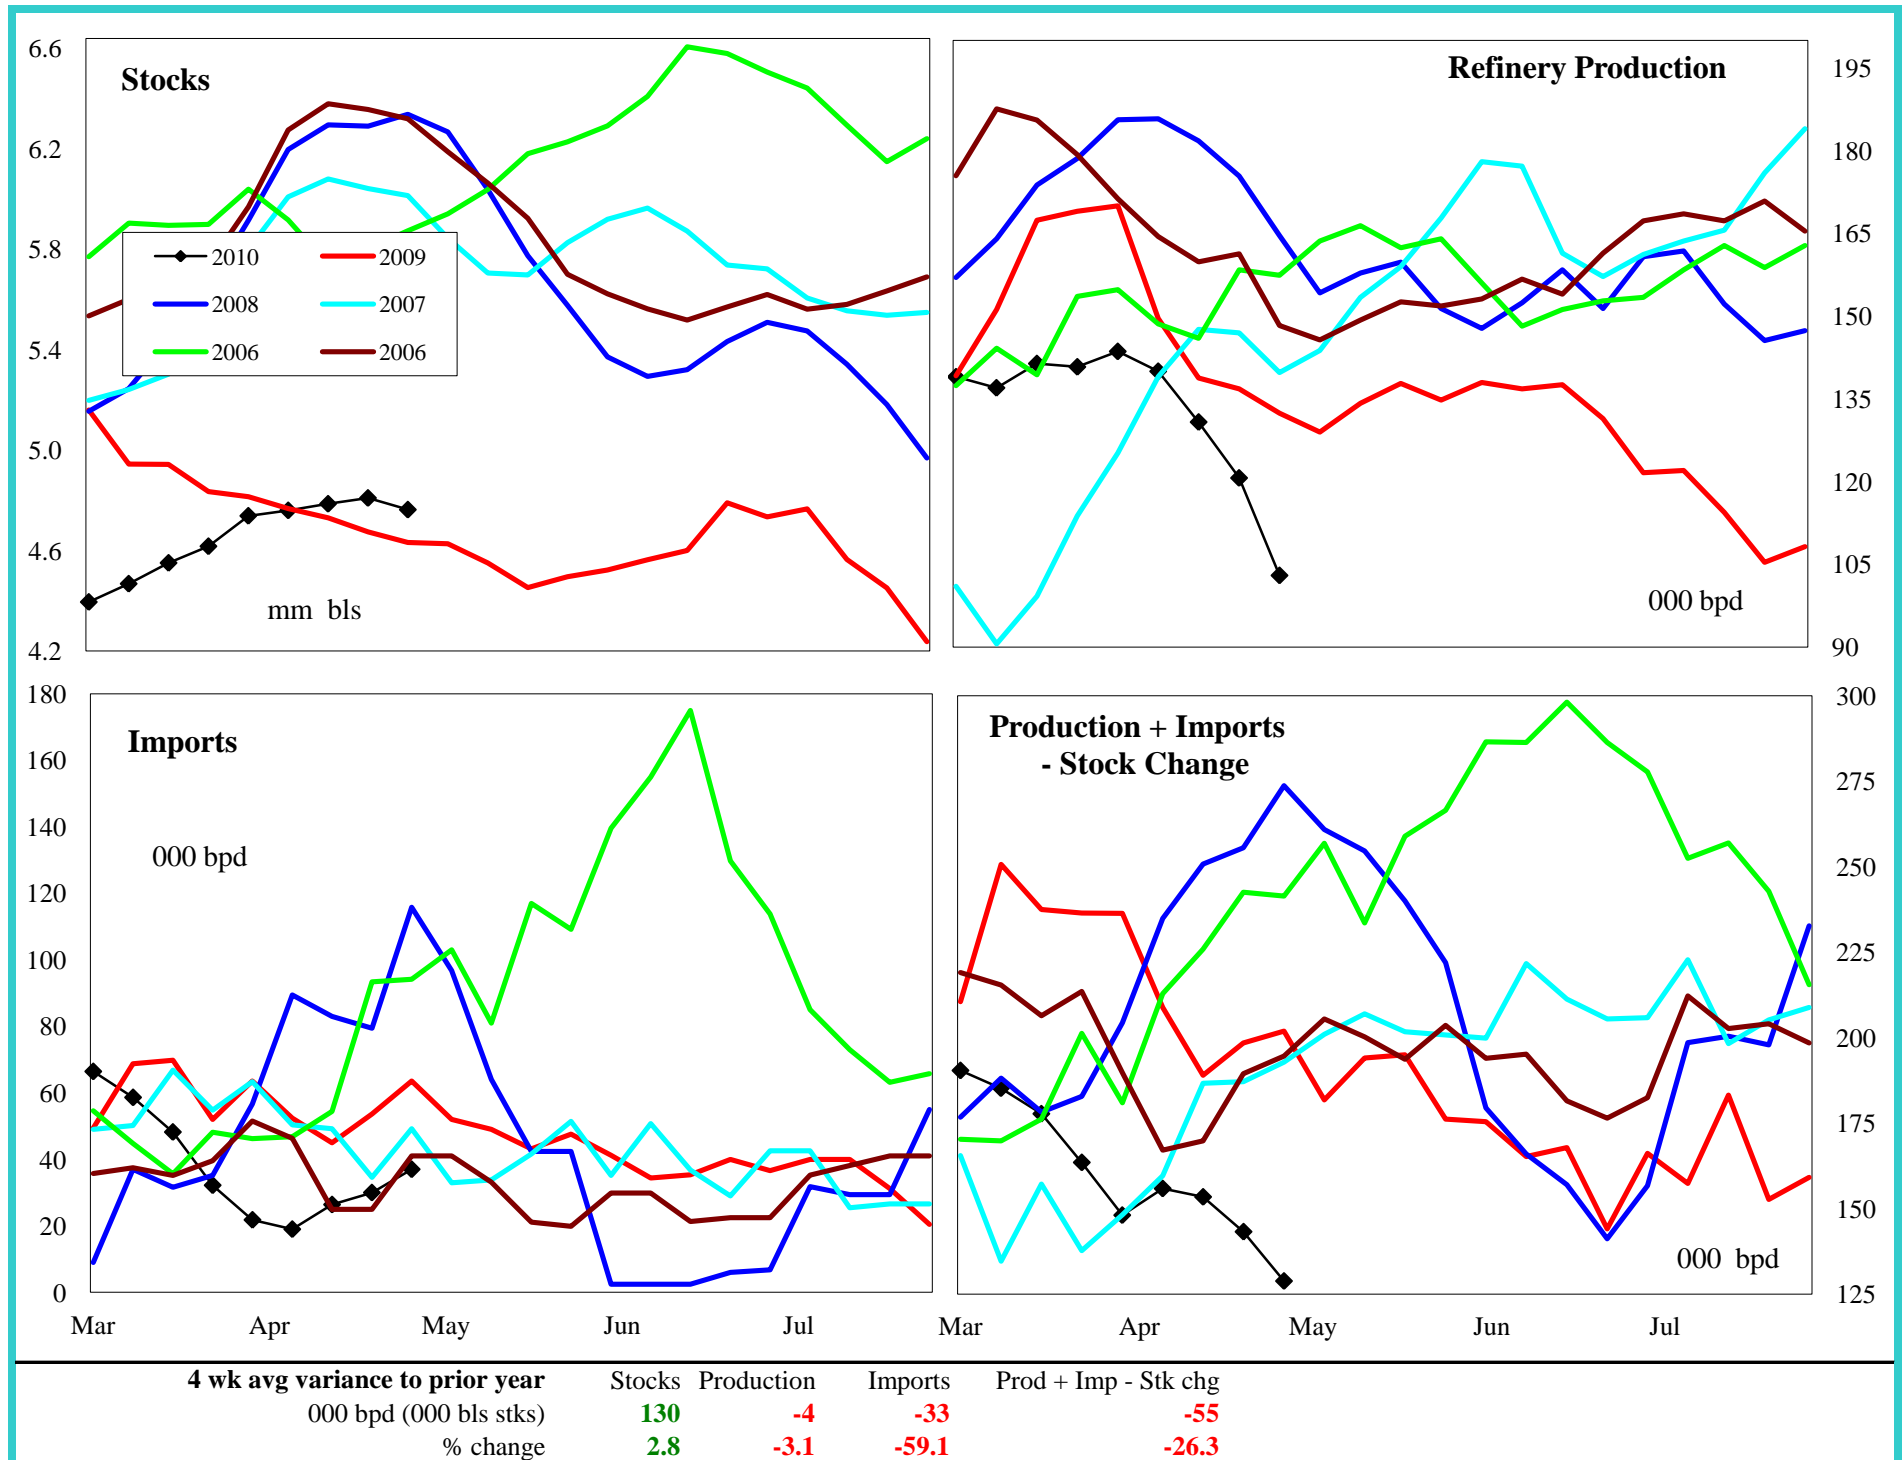 Stocks
6.6
6.2
5.8
5.4
5.0
4.6
4.2
2010
2009
2008
2007
2006
2006
mm bls
Refinery Production
195
180
165
150
135
120
105
90
000 bpd
Imports
000 bpd
180
160
140
120
100
80
60
40
20
0
Mar
Apr
May
Jun
Jul
Production + Imports
- Stock Change
300
275
250
225
200
175
150
125
000 bpd
Mar
Apr
May
Jun
Jul
4 wk avg variance to prior year Stocks Production Imports Prod + Imp - Stk chg
000 bpd (000 bls stks) 130 -4 -33 -55
% change 2.8 -3.1 -59.1 -26.3